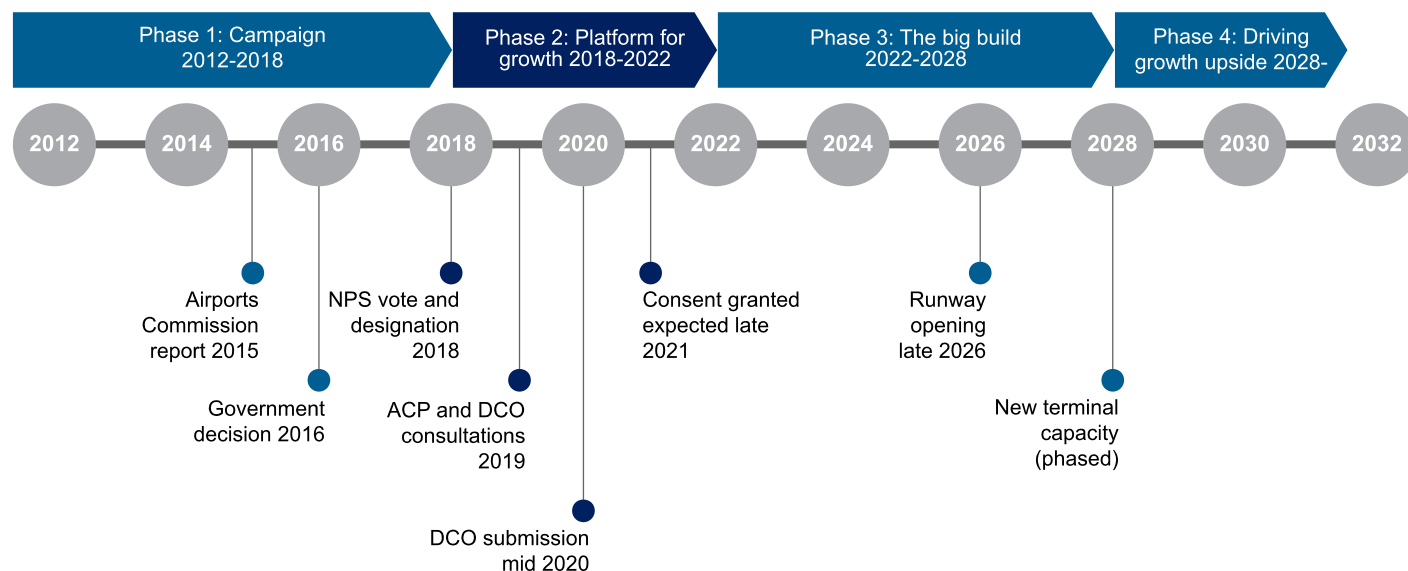 Phase 1: Campaign
2012-2018
Phase 2: Platform for
growth 2018-2022
Phase 3: The big build
2022-2028
Phase 4: Driving
growth upside 2028-
2012
2014
2016
2018
2020
2022
2024
2026
2028
2030
2032
Airports
Commission
report 2015
NPS vote and
designation
2018
Consent granted
expected late
2021
Runway
opening
late 2026
Government
decision 2016
ACP and DCO
consultations
2019
New terminal
capacity
(phased)
DCO submission
mid 2020